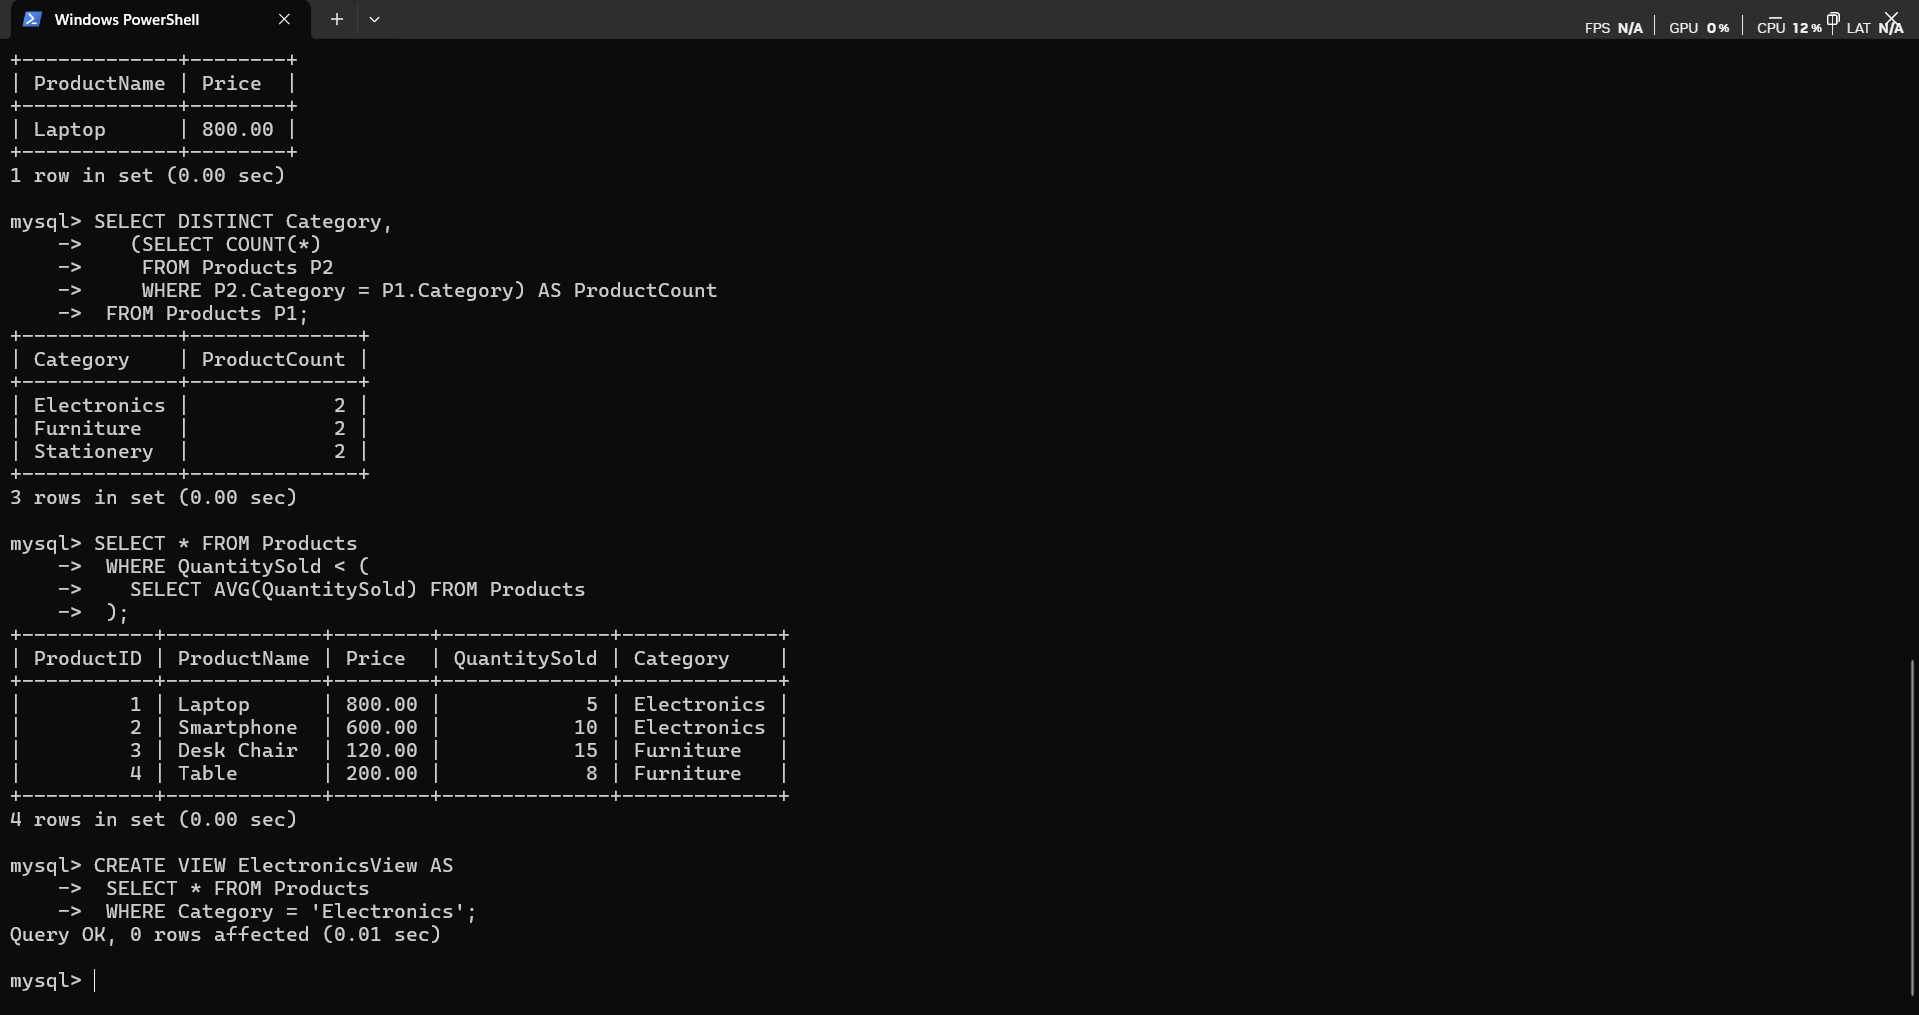 Windows PowerShell
FPS N/A | GPU 0% | CPU 12% | LAT N/A
+-------------+--------+
| ProductName | Price  |
+-------------+--------+
| Laptop      | 800.00 |
+-------------+--------+
1 row in set (0.00 sec)
mysql> SELECT DISTINCT Category,
    ->    (SELECT COUNT(*)
    ->     FROM Products P2
    ->     WHERE P2.Category = P1.Category) AS ProductCount
    ->  FROM Products P1;
+-------------+--------------+
| Category    | ProductCount |
+-------------+--------------+
| Electronics |            2 |
| Furniture   |            2 |
| Stationery  |            2 |
+-------------+--------------+
3 rows in set (0.00 sec)
mysql> SELECT * FROM Products
    ->  WHERE QuantitySold < (
    ->    SELECT AVG(QuantitySold) FROM Products
    ->  );
+-----------+-------------+--------+--------------+-------------+
| ProductID | ProductName | Price  | QuantitySold | Category    |
+-----------+-------------+--------+--------------+-------------+
|         1 | Laptop      | 800.00 |            5 | Electronics |
|         2 | Smartphone  | 600.00 |           10 | Electronics |
|         3 | Desk Chair  | 120.00 |           15 | Furniture   |
|         4 | Table       | 200.00 |            8 | Furniture   |
+-----------+-------------+--------+--------------+-------------+
4 rows in set (0.00 sec)
mysql> CREATE VIEW ElectronicsView AS
    ->  SELECT * FROM Products
    ->  WHERE Category = 'Electronics';
Query OK, 0 rows affected (0.01 sec)
mysql>